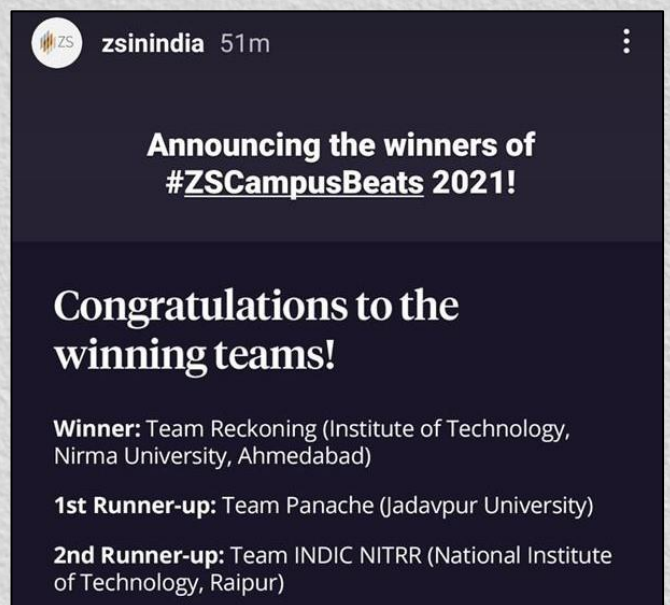 ZS zsinindia 51m
Announcing the winners of
#ZSCampusBeats 2021!
Congratulations to the
winning teams!
Winner: Team Reckoning (Institute of Technology,
Nirma University, Ahmedabad)
1st Runner-up: Team Panache (Jadavpur University)
2nd Runner-up: Team INDIC NITRR (National Institute
of Technology, Raipur)